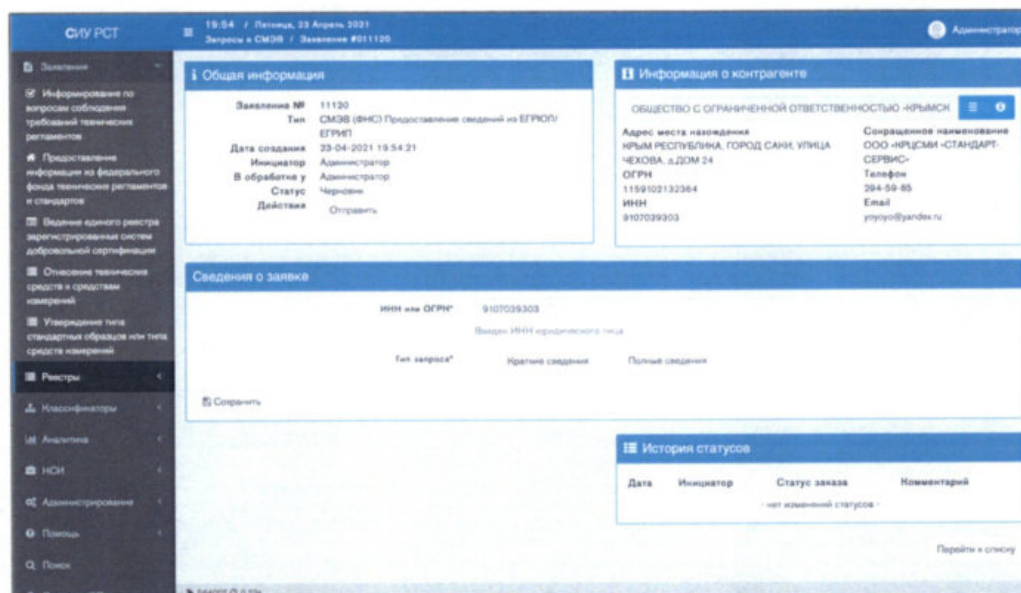 СИУ РСТ
19:54 / Пятница, 23 Апрель 2021
Запросы в СМЭВ / Заявление #011120
Администратор
Заявления
Информирование по
вопросам соблюдения
требований технических
регламентов
Предоставление
информации из федерального
фонда технических регламентов
и стандартов
Ведение единого реестра
зарегистрированных систем
добровольной сертификации
Отнесение технических
средств к средствам
измерений
Утверждение типа
стандартных образцов или типа
средств измерений
Реестры
Классификаторы
Аналитика
НСИ
Администрирование
Помощь
Поиск
Общая информация
Заявление № 11120
Тип СМЭВ (ФНС) Предоставление сведений из ЕГРЮЛ/
ЕГРИП
Дата создания 23-04-2021 19:54:21
Инициатор Администратор
В обработке у Администратор
Статус Черновик
Действия Отправить
Информация о контрагенте
ОБЩЕСТВО С ОГРАНИЧЕННОЙ ОТВЕТСТВЕННОСТЬЮ «КРЫМСК
Адрес места нахождения
КРЫМ РЕСПУБЛИКА, ГОРОД САКИ, УЛИЦА
ЧЕХОВА, д.ДОМ 24
ОГРН
1159102132364
ИНН
9107039303
Сокращенное наименование
ООО «КРЦСМИ «СТАНДАРТ-
СЕРВИС»
Телефон
294-59-85
Email
yoyoyo@yandex.ru
Сведения о заявке
ИНН или ОГРН* 9107039303
Введен ИНН юридического лица
Тип запроса* Краткие сведения Полные сведения
Сохранить
История статусов
Дата Инициатор Статус заказа Комментарий
- нет изменений статусов -
Перейти к списку